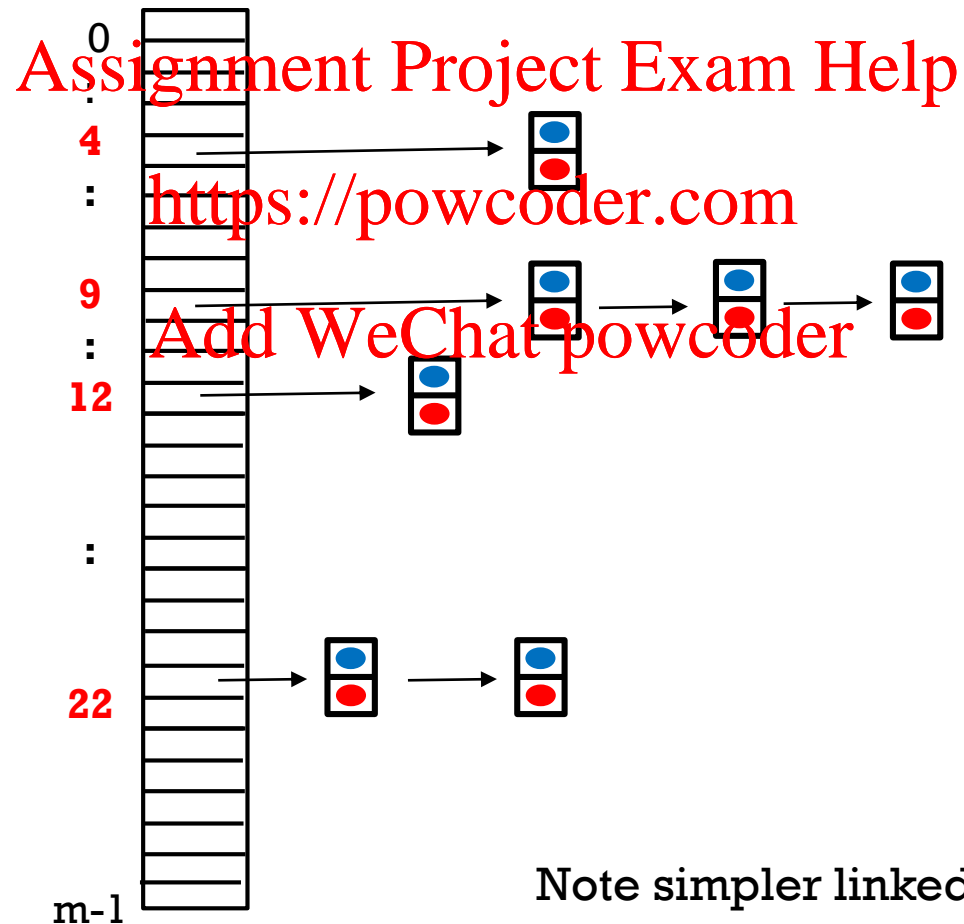 0
Assignment Project Exam Help
:
4
:
https://powcoder.com
9
Add WeChat powcoder
:
12
:
22
Note simpler linked
m-1